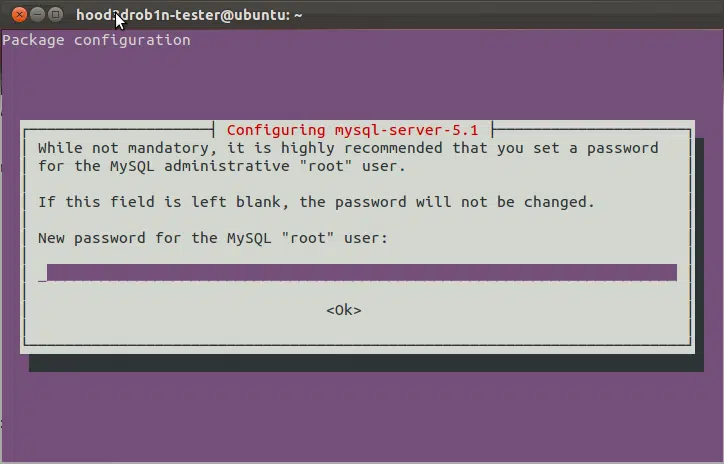 hood3drob1n-tester@ubuntu: ~
Package configuration
Configuring mysql-server-5.1
While not mandatory, it is highly recommended that you set a password
for the MySQL administrative "root" user.
If this field is left blank, the password will not be changed.
New password for the MySQL "root" user:
<Ok>